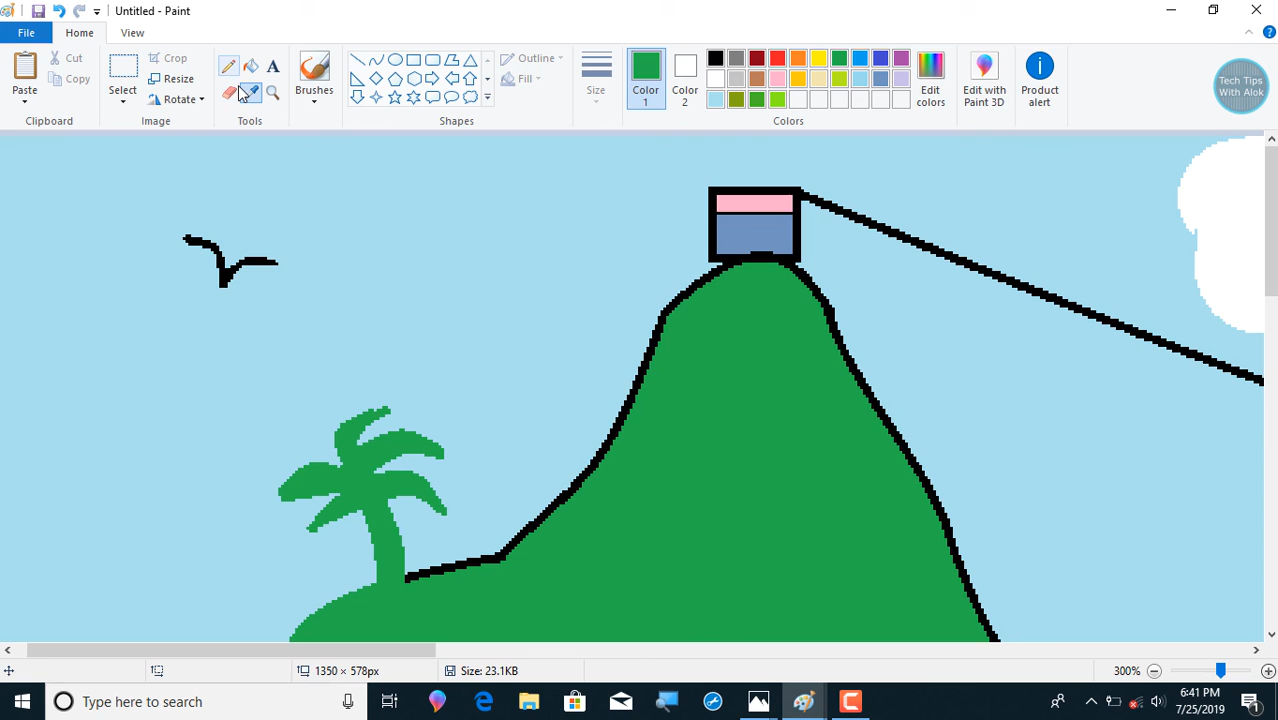 Untitled - Paint
File Home View
Paste
Cut
Copy
Clipboard
Select
Crop
Resize
Rotate
Image
A
Tools
Brushes
Outline
Fill
Shapes
Size
Color 1
Color 2
Edit colors
Colors
Edit with Paint 3D
Product alert
Tech Tips
With Alok
1350 × 578px
Size: 23.1KB
300%
Type here to search
6:41 PM
7/25/2019